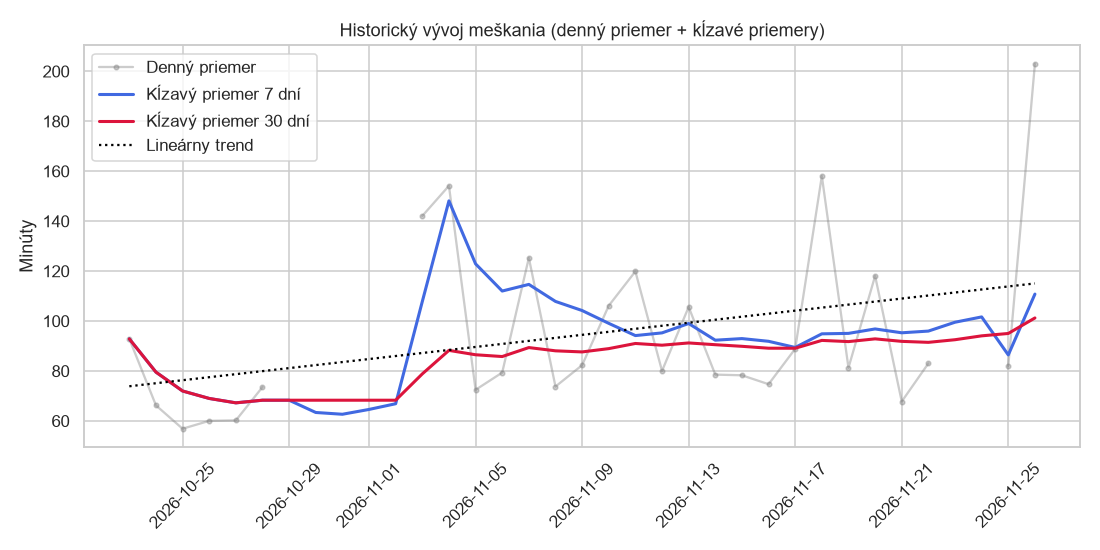 Historický vývoj meškania (denný priemer + kĺzavé priemery)
Denný priemer
Kĺzavý priemer 7 dní
Kĺzavý priemer 30 dní
Lineárny trend
Minúty
200
180
160
140
120
100
80
60
2026-10-25
2026-10-29
2026-11-01
2026-11-05
2026-11-09
2026-11-13
2026-11-17
2026-11-21
2026-11-25